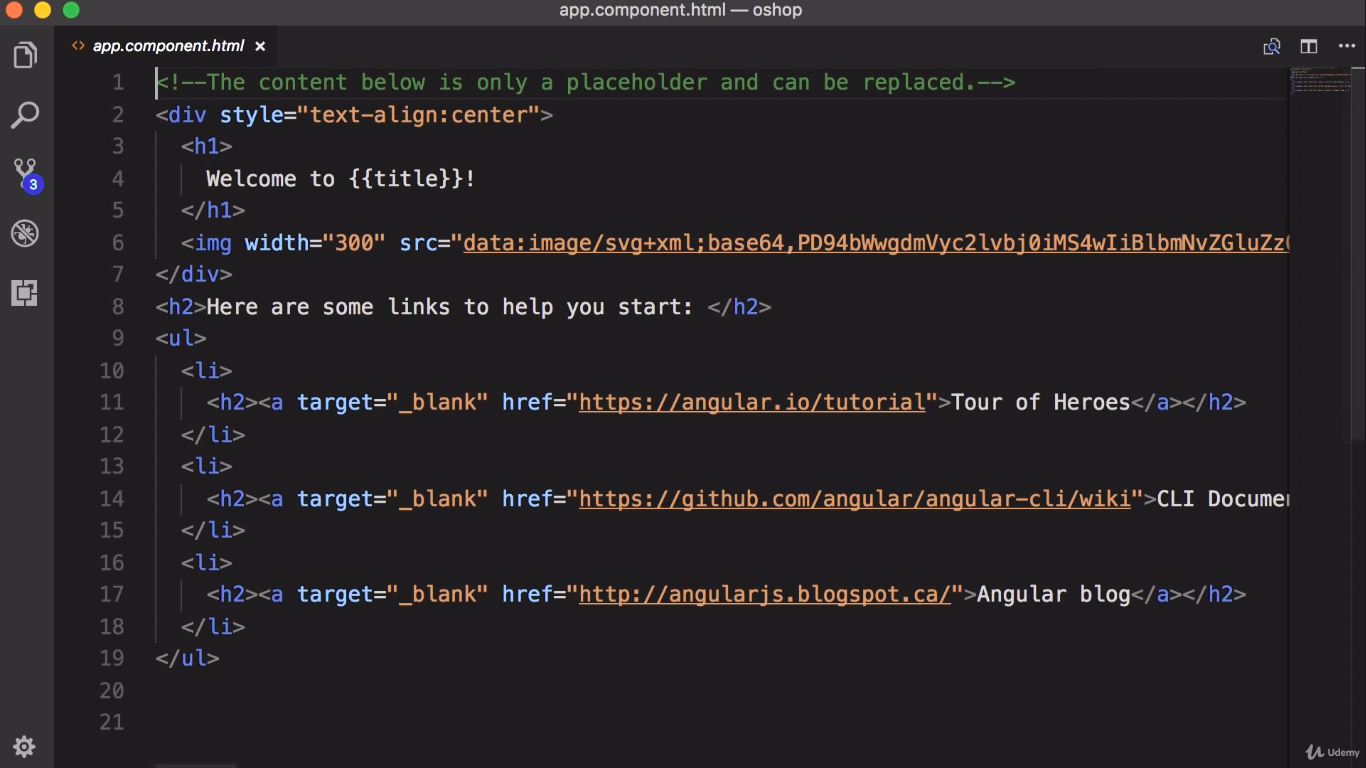 app.component.html — oshop
<> app.component.html ×
1 <!--The content below is only a placeholder and can be replaced.-->
2 <div style="text-align:center">
3 <h1>
4 Welcome to {{title}}!
5 </h1>
6 <img width="300" src="data:image/svg+xml;base64,PD94bWwgdmVyc2lvbj0iMS4wIiBlbmNvZGluZz
7 </div>
8 <h2>Here are some links to help you start: </h2>
9 <ul>
10 <li>
11 <h2><a target="_blank" href="https://angular.io/tutorial">Tour of Heroes</a></h2>
12 </li>
13 <li>
14 <h2><a target="_blank" href="https://github.com/angular/angular-cli/wiki">CLI Documen
15 </li>
16 <li>
17 <h2><a target="_blank" href="http://angularjs.blogspot.ca/">Angular blog</a></h2>
18 </li>
19 </ul>
20
21
3
Udemy